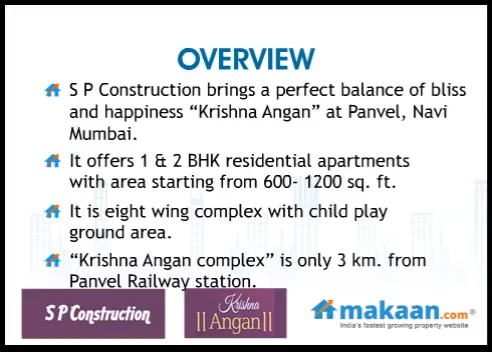 OVERVIEW
S P Construction brings a perfect balance of bliss
and happiness “Krishna Angan” at Panvel, Navi
Mumbai.
It offers 1 & 2 BHK residential apartments
with area starting from 600- 1200 sq. ft.
It is eight wing complex with child play
ground area.
“Krishna Angan complex” is only 3 km. from
Panvel Railway station.
S P Construction
Krishna
|| Angan ||
makaan.com®
India's fastest growing property website